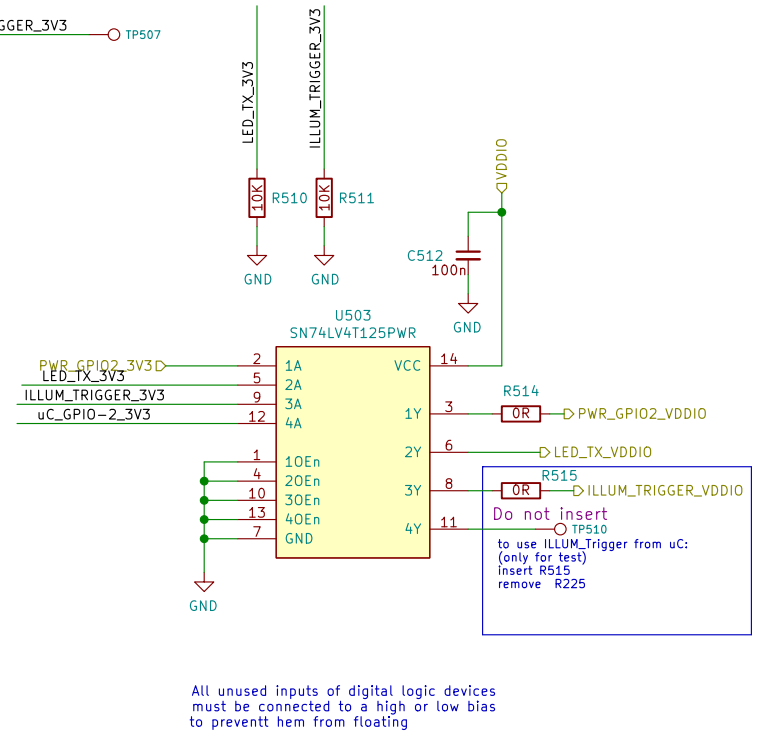 GGER_3V3
TP507
LED_TX_3V3
ILLUM_TRIGGER_3V3
VDDIO
10K
R510
10K
R511
GND
GND
C512
100n
GND
U503
SN74LV4T125PWR
PWR_GPIO2_3V3
2
1A
VCC
14
LED_TX_3V3
5
2A
ILLUM_TRIGGER_3V3
9
3A
uC_GPIO-2_3V3
12
4A
R514
1Y
3
0R
PWR_GPIO2_VDDIO
2Y
6
LED_TX_VDDIO
1
1OEn
4
2OEn
10
3OEn
13
4OEn
7
GND
R515
3Y
8
0R
ILLUM_TRIGGER_VDDIO
Do not insert
4Y
11
TP510
to use ILLUM_Trigger from uC:
(only for test)
insert R515
remove R225
GND
All unused inputs of digital logic devices
must be connected to a high or low bias
to preventt hem from floating